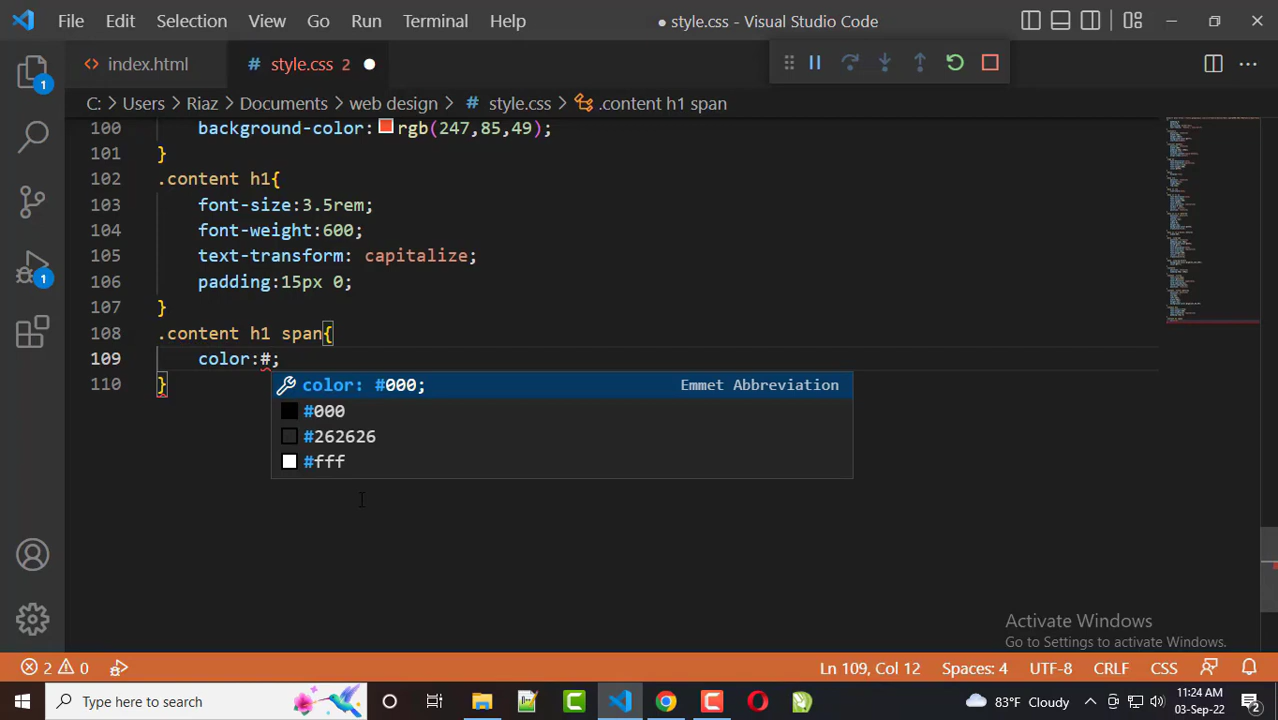 File Edit Selection View Go Run Terminal Help ● style.css - Visual Studio Code
<> index.html # style.css 2 ●
C: > Users > Riaz > Documents > web design > # style.css > .content h1 span
100 background-color: rgb(247,85,49);
101 }
102 .content h1{
103 font-size:3.5rem;
104 font-weight:600;
105 text-transform: capitalize;
106 padding:15px 0;
107 }
108 .content h1 span{
109 color:#;
110 }
color: #000; Emmet Abbreviation
#000
#262626
#fff
1
1
Activate Windows
Go to Settings to activate Windows.
2 0 Ln 109, Col 12 Spaces: 4 UTF-8 CRLF CSS
Type here to search 83°F Cloudy 11:24 AM
03-Sep-22 2